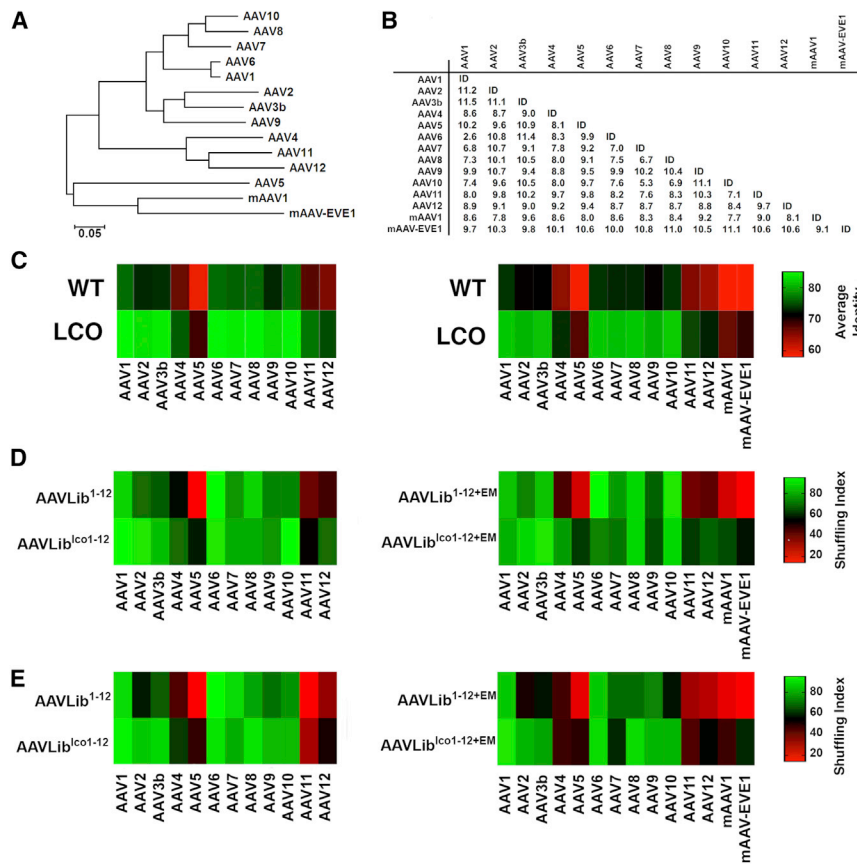 A
AAV10
AAV8
AAV7
AAV6
AAV1
AAV2
AAV3b
AAV9
AAV4
AAV11
AAV12
AAV5
mAAV1
mAAV-EVE1
0.05
B
AAV1 AAV2 AAV3b AAV4 AAV5 AAV6 AAV7 AAV8 AAV9 AAV10 AAV11 AAV12 mAAV1 mAAV-EVE1
AAV1 ID
AAV2 11.2 ID
AAV3b 11.5 11.1 ID
AAV4 8.6 8.7 9.0 ID
AAV5 10.2 9.6 10.9 8.1 ID
AAV6 2.6 10.8 11.4 8.3 9.9 ID
AAV7 6.8 10.7 9.1 7.8 9.2 7.0 ID
AAV8 7.3 10.1 10.5 8.0 9.1 7.5 6.7 ID
AAV9 9.9 10.7 9.4 8.8 9.5 9.9 10.2 10.4 ID
AAV10 7.4 9.6 10.5 8.0 9.7 7.6 5.3 6.9 11.1 ID
AAV11 8.0 9.8 10.2 9.7 9.8 8.2 7.6 8.3 10.3 7.1 ID
AAV12 8.9 9.1 9.0 9.2 9.4 8.7 8.7 8.7 8.8 8.4 9.7 ID
mAAV1 8.6 7.8 9.6 8.6 8.0 8.6 8.3 8.4 9.2 7.7 9.0 8.1 ID
mAAV-EVE1 9.7 10.3 9.8 10.1 10.6 10.0 10.8 11.0 10.5 11.1 10.6 10.6 9.1 ID
C
WT
LCO
AAV1 AAV2 AAV3b AAV4 AAV5 AAV6 AAV7 AAV8 AAV9 AAV10 AAV11 AAV12
WT
LCO
AAV1 AAV2 AAV3b AAV4 AAV5 AAV6 AAV7 AAV8 AAV9 AAV10 AAV11 AAV12 mAAV1 mAAV-EVE1
80
70
60
Average
Identity
D
AAVLib1-12
AAVLiblco1-12
AAV1 AAV2 AAV3b AAV4 AAV5 AAV6 AAV7 AAV8 AAV9 AAV10 AAV11 AAV12
AAVLib1-12+EM
AAVLiblco1-12+EM
AAV1 AAV2 AAV3b AAV4 AAV5 AAV6 AAV7 AAV8 AAV9 AAV10 AAV11 AAV12 mAAV1 mAAV-EVE1
80
60
40
20
Shuffling Index
E
AAVLib1-12
AAVLiblco1-12
AAV1 AAV2 AAV3b AAV4 AAV5 AAV6 AAV7 AAV8 AAV9 AAV10 AAV11 AAV12
AAVLib1-12+EM
AAVLiblco1-12+EM
AAV1 AAV2 AAV3b AAV4 AAV5 AAV6 AAV7 AAV8 AAV9 AAV10 AAV11 AAV12 mAAV1 mAAV-EVE1
80
60
40
20
Shuffling Index